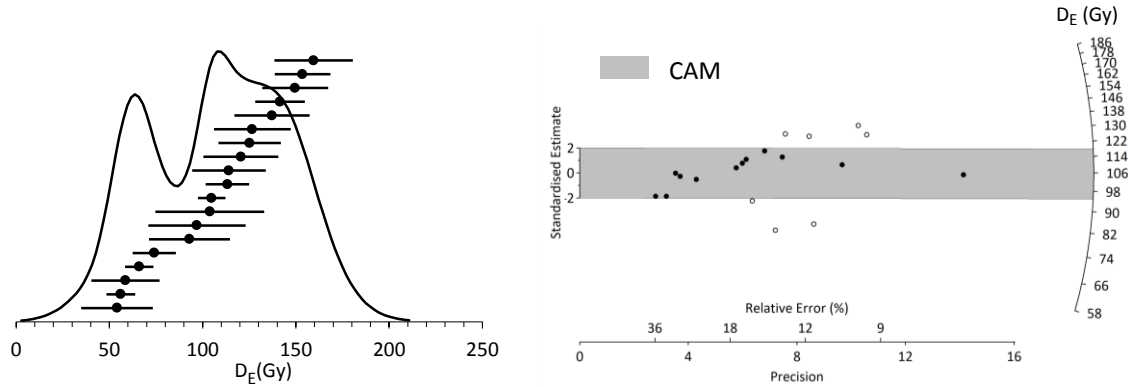 0 50 100 150 200 250
D_E(Gy)
CAM
D_E (Gy)
186
178
170
162
154
146
138
130
122
114
106
98
90
82
74
66
58
Standardised Estimate
2
0
-2
Relative Error (%)
36 18 12 9
0 4 8 12 16
Precision